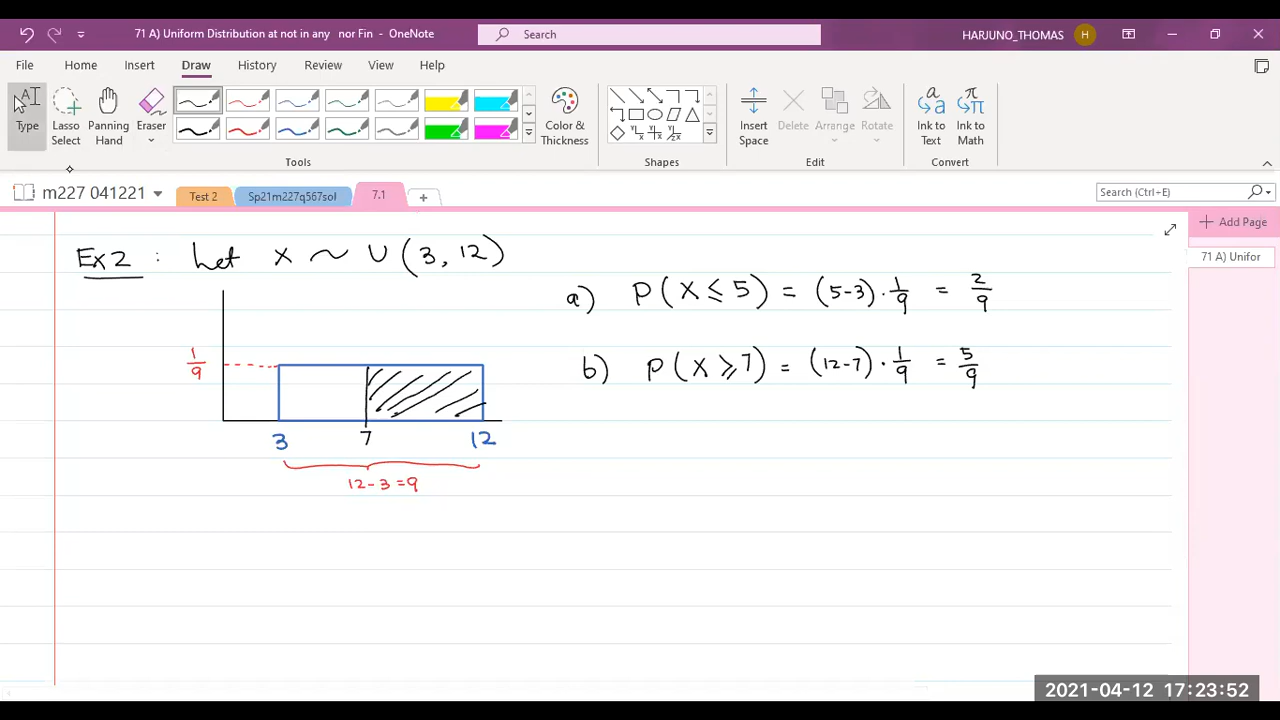 71 A) Uniform Distribution at not in any   nor Fin - OneNote
Search
HARJUNO_THOMAS
H
File Home Insert Draw History Review View Help
Type
Lasso Select
Panning Hand
Eraser
Color & Thickness
Insert Space
Delete
Arrange
Rotate
Ink to Text
Ink to Math
Tools
Shapes
Edit
Convert
m227 041221
Test 2
Sp21m227q567sol
7.1
Search (Ctrl+E)
Add Page
71 A) Unifor
Ex 2 : Let X ~ U (3, 12)
a) P(X ≤ 5) = (5-3) · 1/9 = 2/9
b) P(X ≥ 7) = (12-7) · 1/9 = 5/9
1/9
3 7 12
12-3=9
2021-04-12 17:23:52